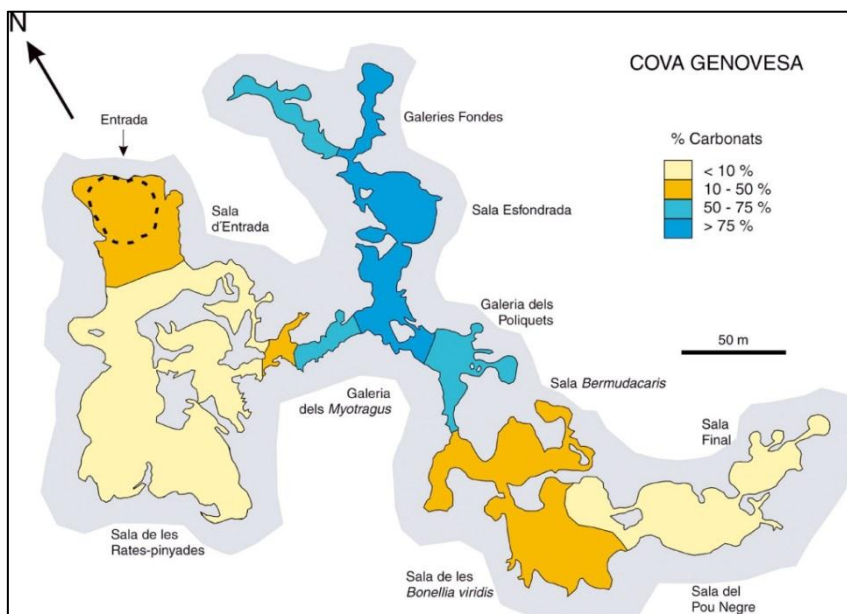 N
COVA GENOVESA
% Carbonats
< 10 %
10 - 50 %
50 - 75 %
> 75 %
50 m
Entrada
Sala
d´Entrada
Galeries Fondes
Sala Esfondrada
Galeria dels
Poliquets
Sala Bermudacaris
Galeria
dels Myotragus
Sala
Final
Sala de les
Rates-pinyades
Sala de les
Bonellia viridis
Sala del
Pou Negre